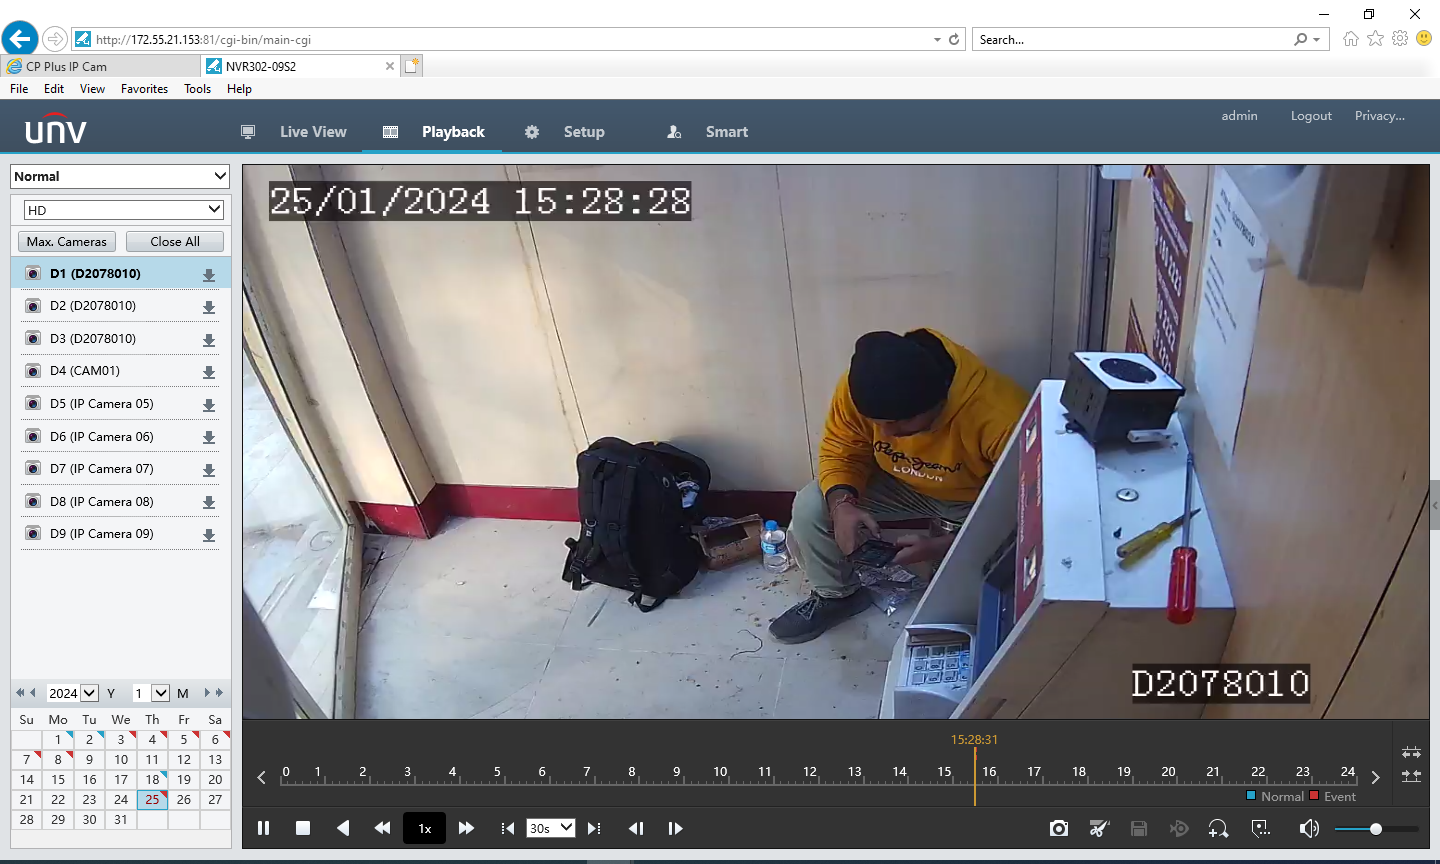 http://172.55.21.153:81/cgi-bin/main-cgi
Search...
CP Plus IP Cam
NVR302-09S2
File Edit View Favorites Tools Help
unv
Live View
Playback
Setup
Smart
admin
Logout
Privacy...
Normal
HD
Max. Cameras
Close All
D1 (D2078010)
D2 (D2078010)
D3 (D2078010)
D4 (CAM01)
D5 (IP Camera 05)
D6 (IP Camera 06)
D7 (IP Camera 07)
D8 (IP Camera 08)
D9 (IP Camera 09)
2024 Y 1 M
Su Mo Tu We Th Fr Sa
1 2 3 4 5 6
7 8 9 10 11 12 13
14 15 16 17 18 19 20
21 22 23 24 25 26 27
28 29 30 31
25/01/2024 15:28:28
Pepe Jeans
LONDON
D2078010
15:28:31
0 1 2 3 4 5 6 7 8 9 10 11 12 13 14 15 16 17 18 19 20 21 22 23 24
Normal Event
1x
30s